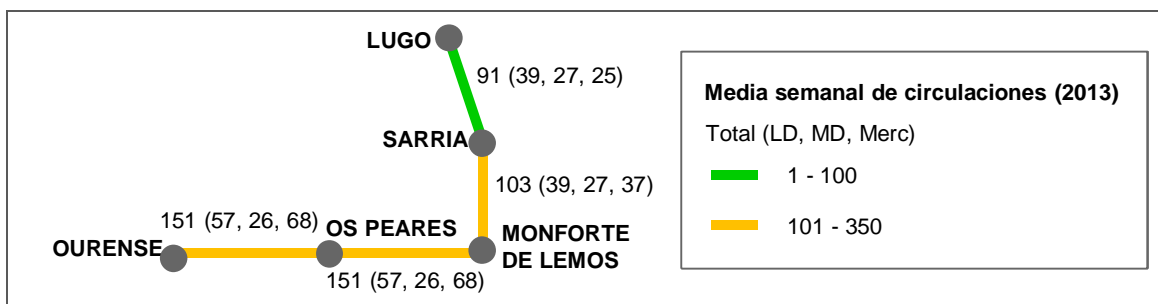 LUGO
91 (39, 27, 25)
SARRIA
103 (39, 27, 37)
151 (57, 26, 68)
OS PEARES
OURENSE
MONFORTE
DE LEMOS
151 (57, 26, 68)
Media semanal de circulaciones (2013)
Total (LD, MD, Merc)
1 - 100
101 - 350